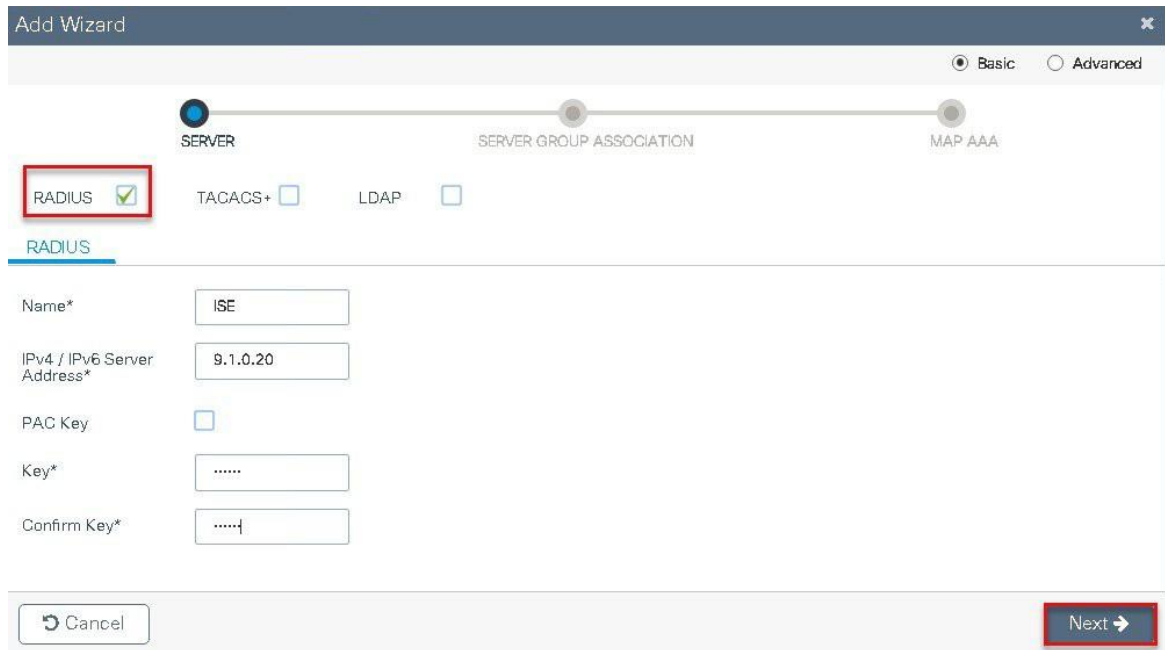 Add Wizard
Basic Advanced
SERVER SERVER GROUP ASSOCIATION MAP AAA
RADIUS TACACS+ LDAP
RADIUS
Name* ISE
IPv4 / IPv6 Server
Address* 9.1.0.20
PAC Key
Key* ......
Confirm Key* ......
Cancel Next